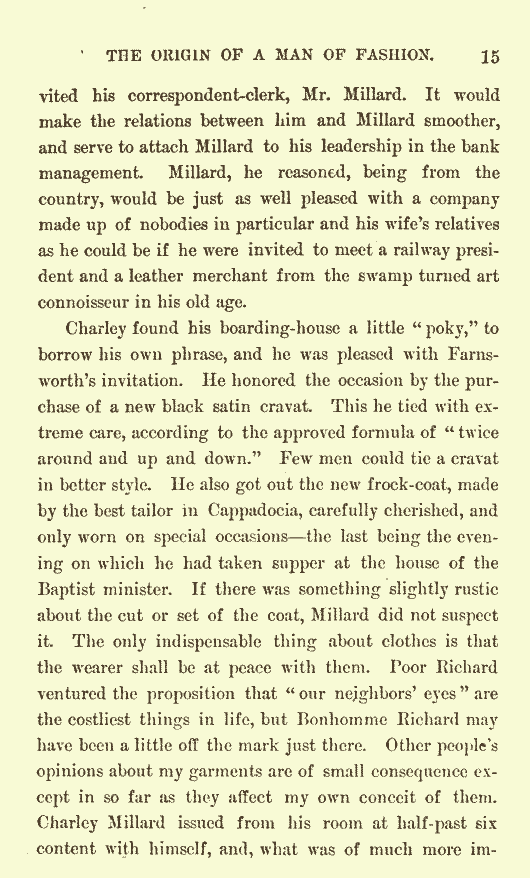 THE ORIGIN OF A MAN OF FASHION. 15
vited his correspondent-clerk, Mr. Millard. It would
make the relations between him and Millard smoother,
and serve to attach Millard to his leadership in the bank
management. Millard, he reasoned, being from the
country, would be just as well pleased with a company
made up of nobodies in particular and his wife's relatives
as he could be if he were invited to meet a railway presi-
dent and a leather merchant from the swamp turned art
connoisseur in his old age.
Charley found his boarding-house a little "poky," to
borrow his own phrase, and he was pleased with Farns-
worth's invitation. He honored the occasion by the pur-
chase of a new black satin cravat. This he tied with ex-
treme care, according to the approved formula of "twice
around and up and down." Few men could tie a cravat
in better style. He also got out the new frock-coat, made
by the best tailor in Cappadocia, carefully cherished, and
only worn on special occasions—the last being the even-
ing on which he had taken supper at the house of the
Baptist minister. If there was something slightly rustic
about the cut or set of the coat, Millard did not suspect
it. The only indispensable thing about clothes is that
the wearer shall be at peace with them. Poor Richard
ventured the proposition that "our neighbors' eyes" are
the costliest things in life, but Bonhomme Richard may
have been a little off the mark just there. Other people's
opinions about my garments are of small consequence ex-
cept in so far as they affect my own conceit of them.
Charley Millard issued from his room at half-past six
content with himself, and, what was of much more im-